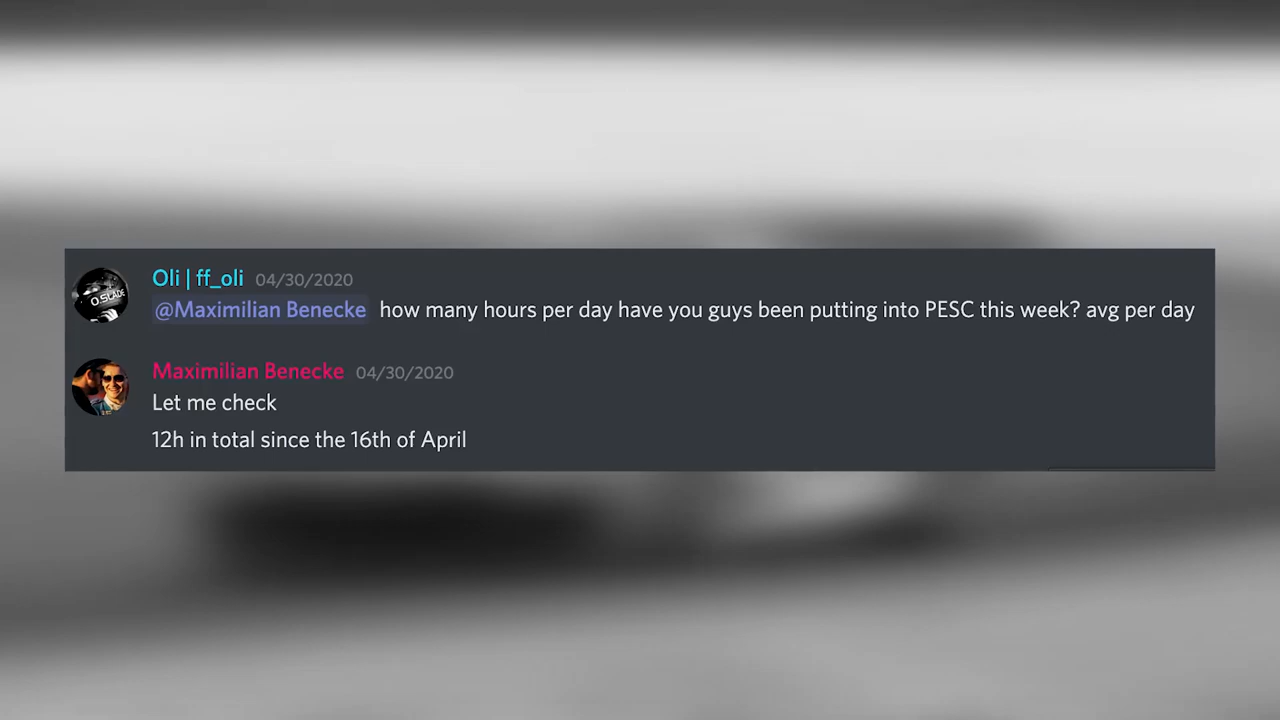 Oli | ff_oli 04/30/2020
@Maximilian Benecke how many hours per day have you guys been putting into PESC this week? avg per day
O.SLADE
Maximilian Benecke 04/30/2020
Let me check
12h in total since the 16th of April